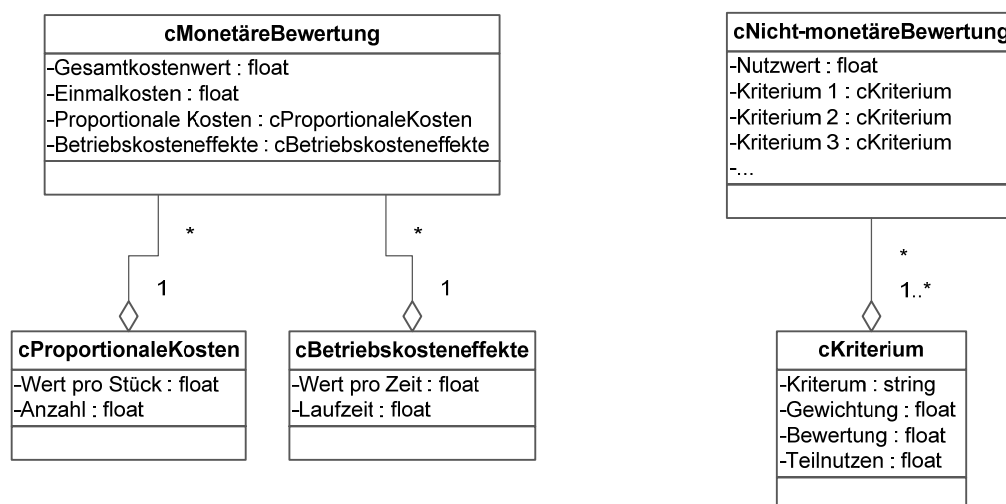 cMonetäreBewertung
-Gesamtkostenwert : float
-Einmalkosten : float
-Proportionale Kosten : cProportionaleKosten
-Betriebskosteneffekte : cBetriebskosteneffekte
*
1
*
1
cProportionaleKosten
-Wert pro Stück : float
-Anzahl : float
cBetriebskosteneffekte
-Wert pro Zeit : float
-Laufzeit : float
cNicht-monetäreBewertung
-Nutzwert : float
-Kriterium 1 : cKriterium
-Kriterium 2 : cKriterium
-Kriterium 3 : cKriterium
-...
*
1..*
cKriterium
-Kriterum : string
-Gewichtung : float
-Bewertung : float
-Teilnutzen : float